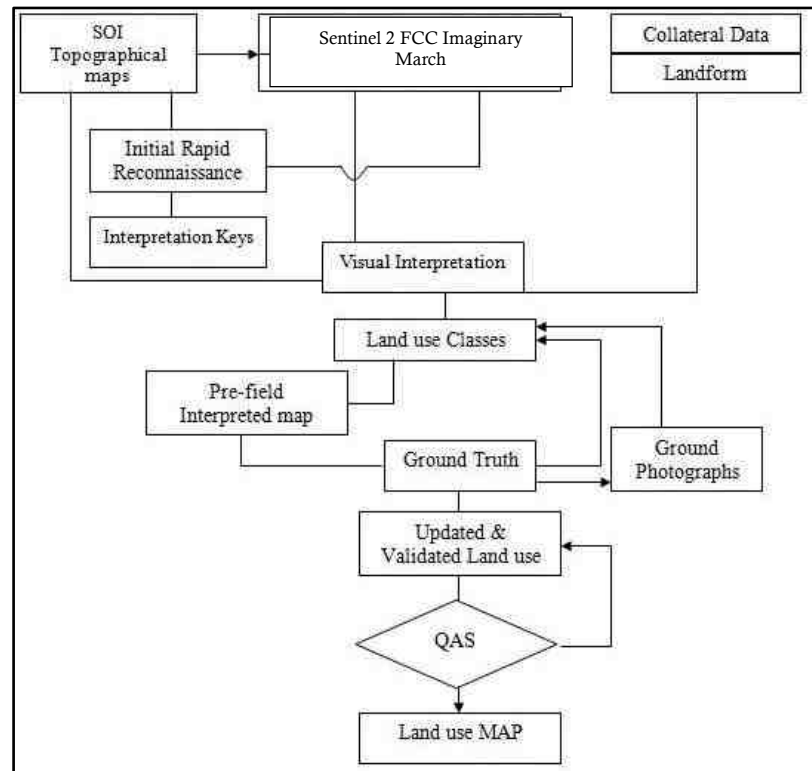 SOI
Topographical
maps
Sentinel 2 FCC Imaginary
March
Collateral Data
Landform
Initial Rapid
Reconnaissance
Interpretation Keys
Visual Interpretation
Land use Classes
Pre-field
Interpreted map
Ground Truth
Ground
Photographs
Updated &
Validated Land use
QAS
Land use MAP